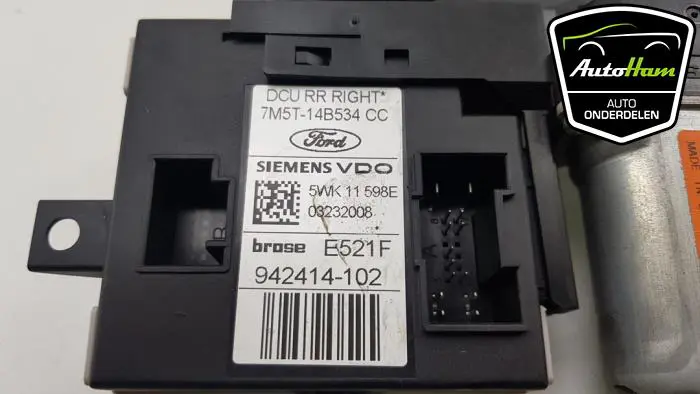 DCU RR RIGHT*
7M5T-14B534 CC
Ford
SIEMENS VDO
5WK 11 598E
03232008
brose E521F
942414-102
A
AUTOHAM
AUTO
ONDERDELEN
MADE IN